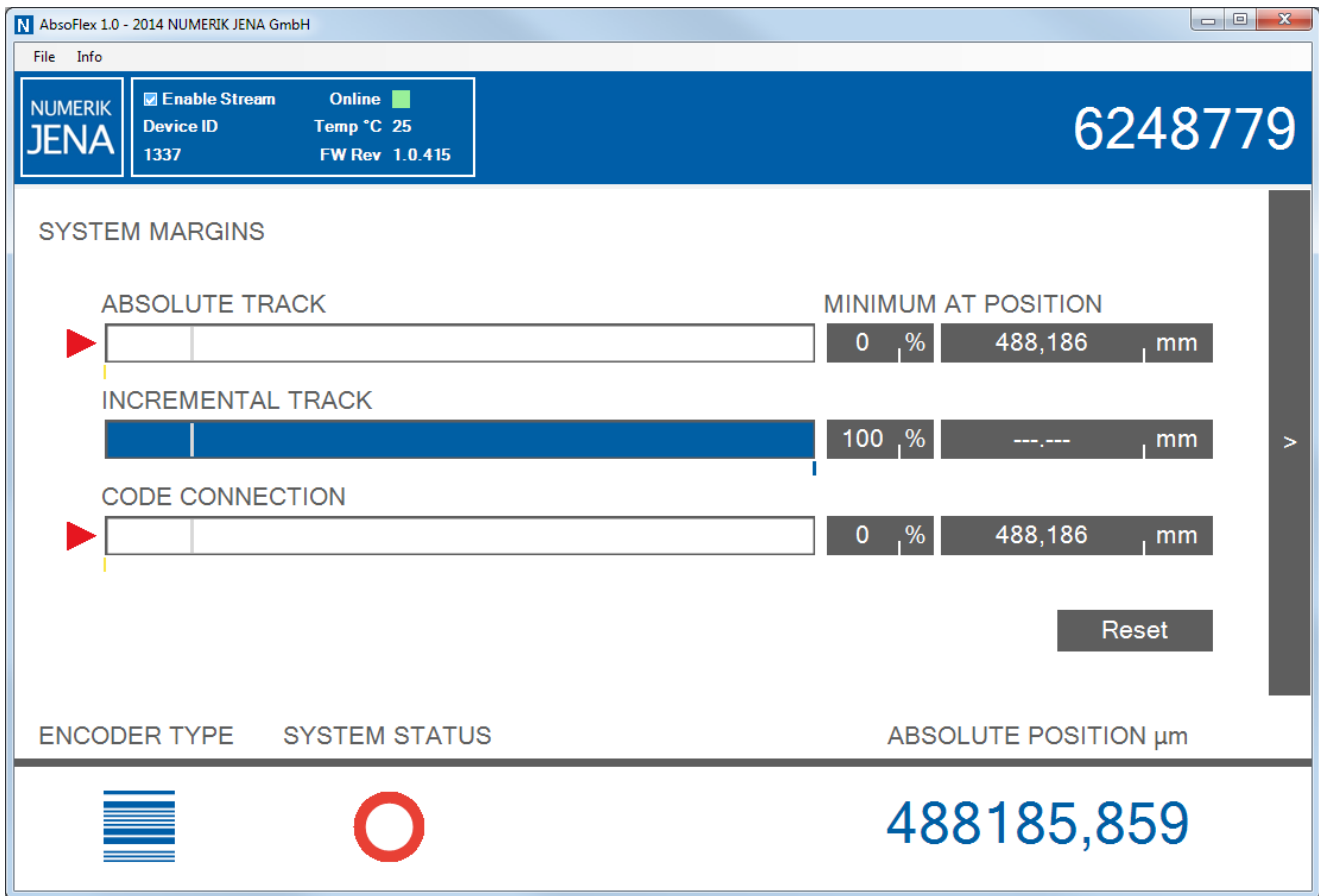 N AbsoFlex 1.0 - 2014 NUMERIK JENA GmbH
File Info
NUMERIK
JENA
Enable Stream Online
Device ID Temp °C 25
1337 FW Rev 1.0.415
6248779
SYSTEM MARGINS
ABSOLUTE TRACK MINIMUM AT POSITION
0 % 488,186 mm
INCREMENTAL TRACK
100 % ---.--- mm
>
CODE CONNECTION
0 % 488,186 mm
Reset
ENCODER TYPE SYSTEM STATUS ABSOLUTE POSITION µm
488185,859